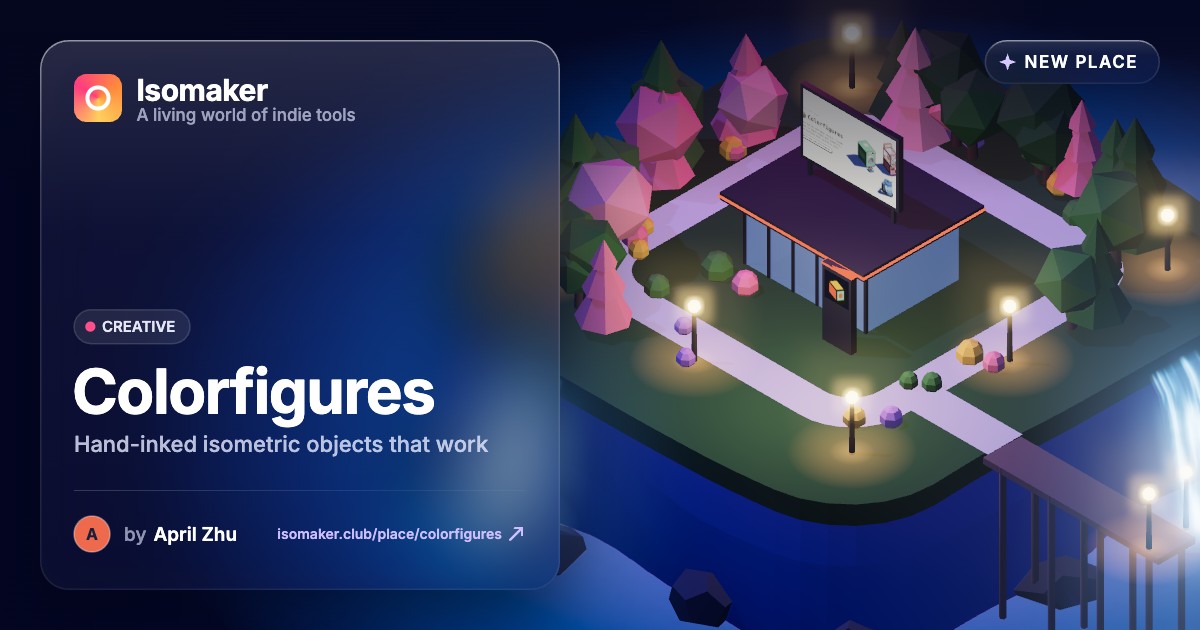 Isomaker
A living world of indie tools
NEW PLACE
Colorfigures
CREATIVE
Colorfigures
Hand-inked isometric objects that work
A
by April Zhu
isomaker.club/place/colorfigures